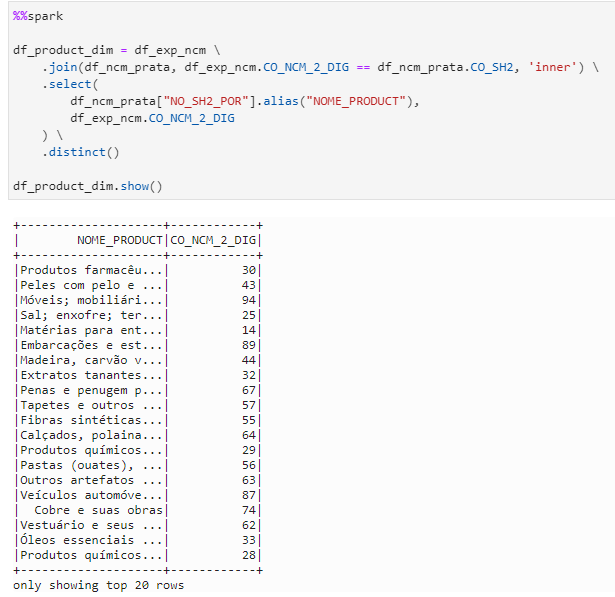 %%spark
df_product_dim = df_exp_ncm \
    .join(df_ncm_prata, df_exp_ncm.CO_NCM_2_DIG == df_ncm_prata.CO_SH2, 'inner') \
    .select(
        df_ncm_prata["NO_SH2_POR"].alias("NOME_PRODUCT"),
        df_exp_ncm.CO_NCM_2_DIG
    ) \
    .distinct()
df_product_dim.show()
+--------------------+------------+
|        NOME_PRODUCT|CO_NCM_2_DIG|
+--------------------+------------+
|Produtos farmacêu...|          30|
|Peles com pelo e ...|          43|
|Móveis; mobiliári...|          94|
|Sal; enxofre; ter...|          25|
|Matérias para ent...|          14|
|Embarcações e est...|          89|
|Madeira, carvão v...|          44|
|Extratos tanantes...|          32|
|Penas e penugem p...|          67|
|Tapetes e outros ...|          57|
|Fibras sintéticas...|          55|
|Calçados, polaina...|          64|
|Produtos químicos...|          29|
|Pastas (ouates), ...|          56|
|Outros artefatos ...|          63|
|Veículos automóve...|          87|
|  Cobre e suas obras|          74|
|Vestuário e seus ...|          62|
|Óleos essenciais ...|          33|
|Produtos químicos...|          28|
+--------------------+------------+
only showing top 20 rows